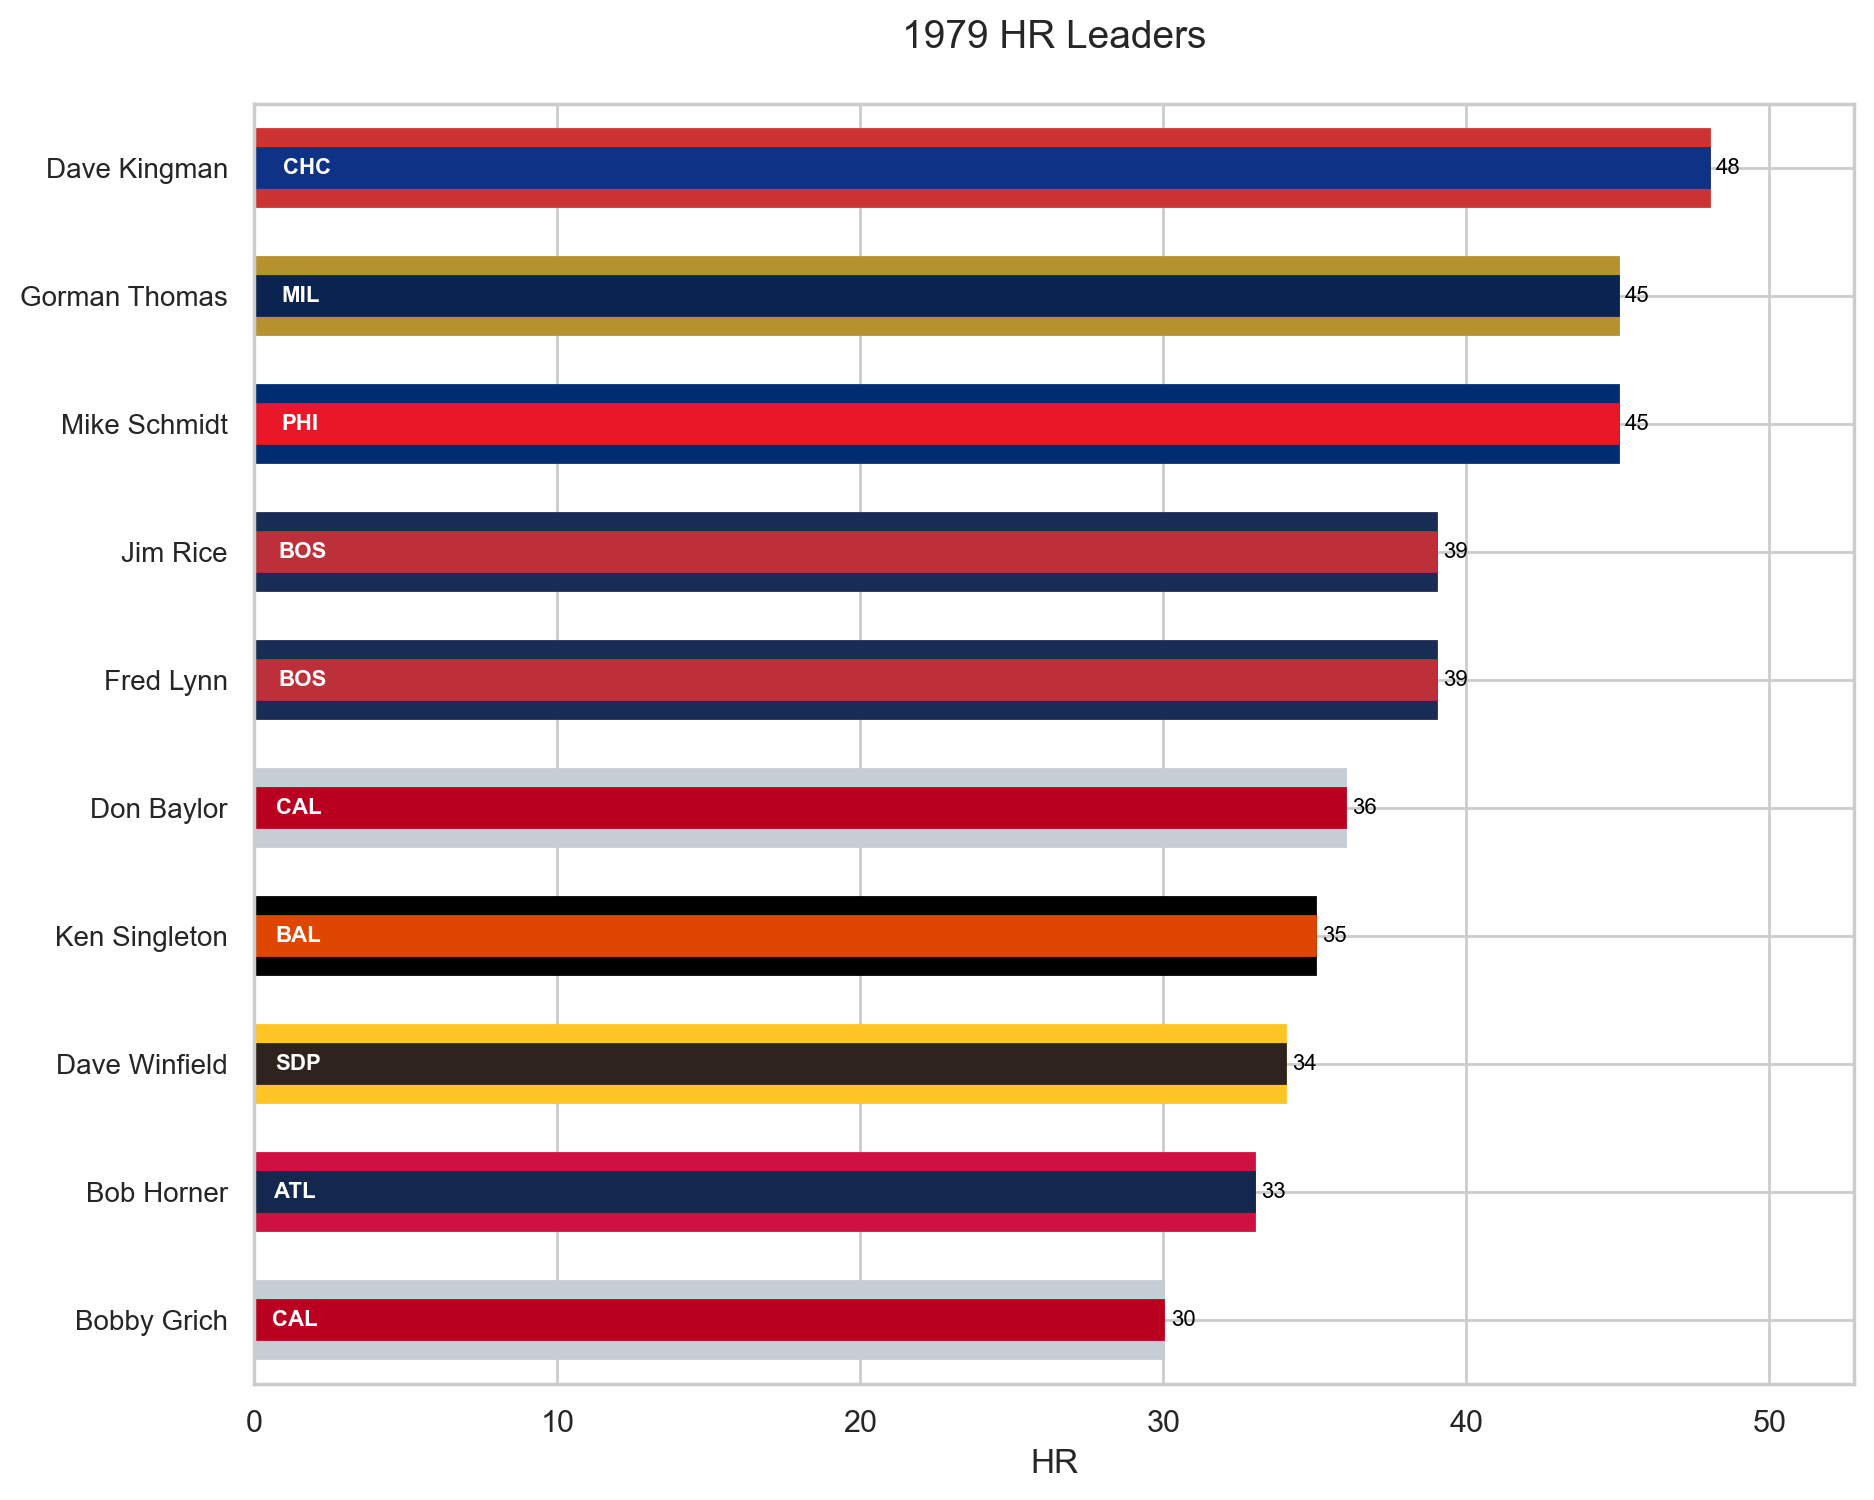 1979 HR Leaders
Dave Kingman CHC 48
Gorman Thomas MIL 45
Mike Schmidt PHI 45
Jim Rice BOS 39
Fred Lynn BOS 39
Don Baylor CAL 36
Ken Singleton BAL 35
Dave Winfield SDP 34
Bob Horner ATL 33
Bobby Grich CAL 30
0 10 20 30 40 50
HR